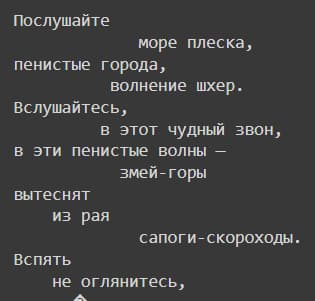 Послушайте
море плеска,
пенистые города,
волнение шхер.
Вслушайтесь,
в этот чудный звон,
в эти пенистые волны —
змей-горы
вытеснят
из рая
сапоги-скороходы.
Вспять
не оглянитесь,